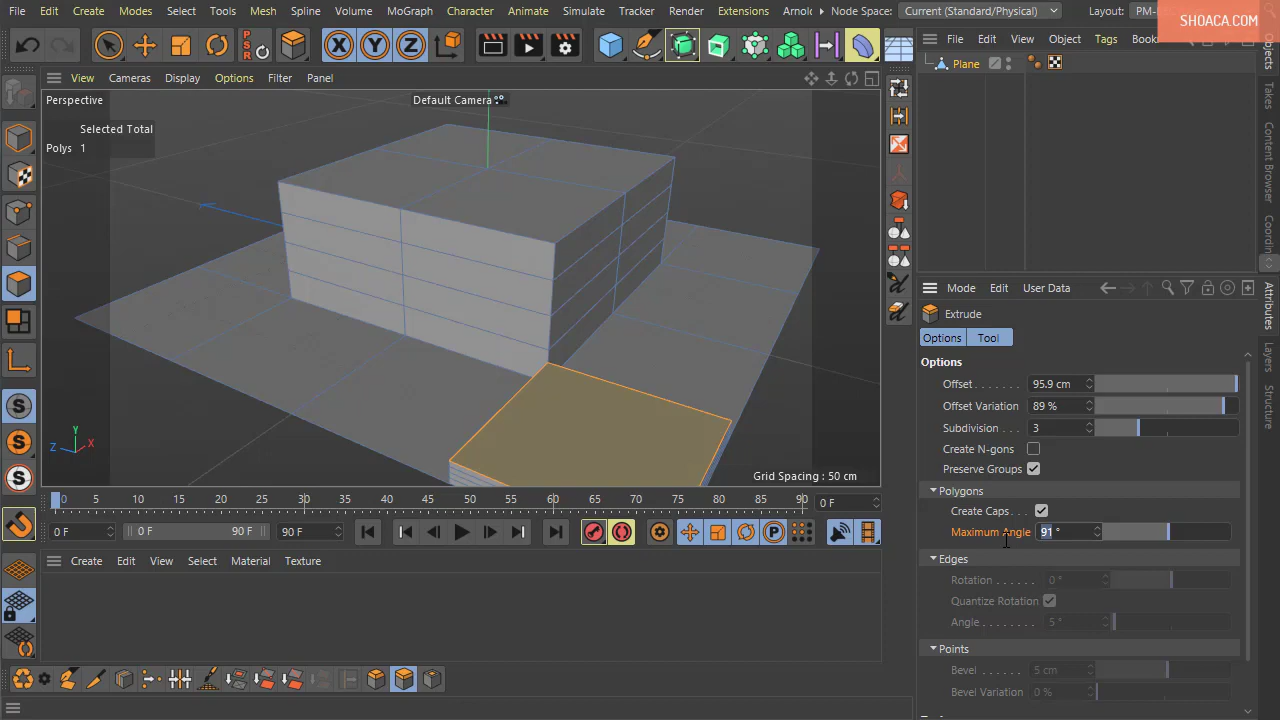 File Edit Create Modes Select Tools Mesh Spline Volume MoGraph Character Animate Simulate Tracker Render Extensions Arnol Node Space: Current (Standard/Physical) Layout: PM-
SHOACA.COM
PSR X Y Z
File Edit View Object Tags Book
View Cameras Display Options Filter Panel
Plane
Perspective
Default Camera
Selected Total
Polys 1
Objects
Takes
Content Browser
Coordin
Mode Edit User Data
Attributes
Layers
Structure
Extrude
Options Tool
Options
Offset . . . . . . . 95.9 cm
Offset Variation 89 %
Subdivision . . . 3
Create N-gons
Preserve Groups
Polygons
Create Caps. . . .
Maximum Angle 91 °
Edges
Rotation . . . . . . 0 °
Quantize Rotation
Angle . . . . . . . . 5 °
Points
Bevel . . . . . . . . 5 cm
Bevel Variation 0 %
Y
Z X
Grid Spacing : 50 cm
S
S
S
0 5 10 15 20 25 30 35 40 45 50 55 60 65 70 75 80 85 90 0 F
0 F 0 F 90 F 90 F P
Create Edit View Select Material Texture